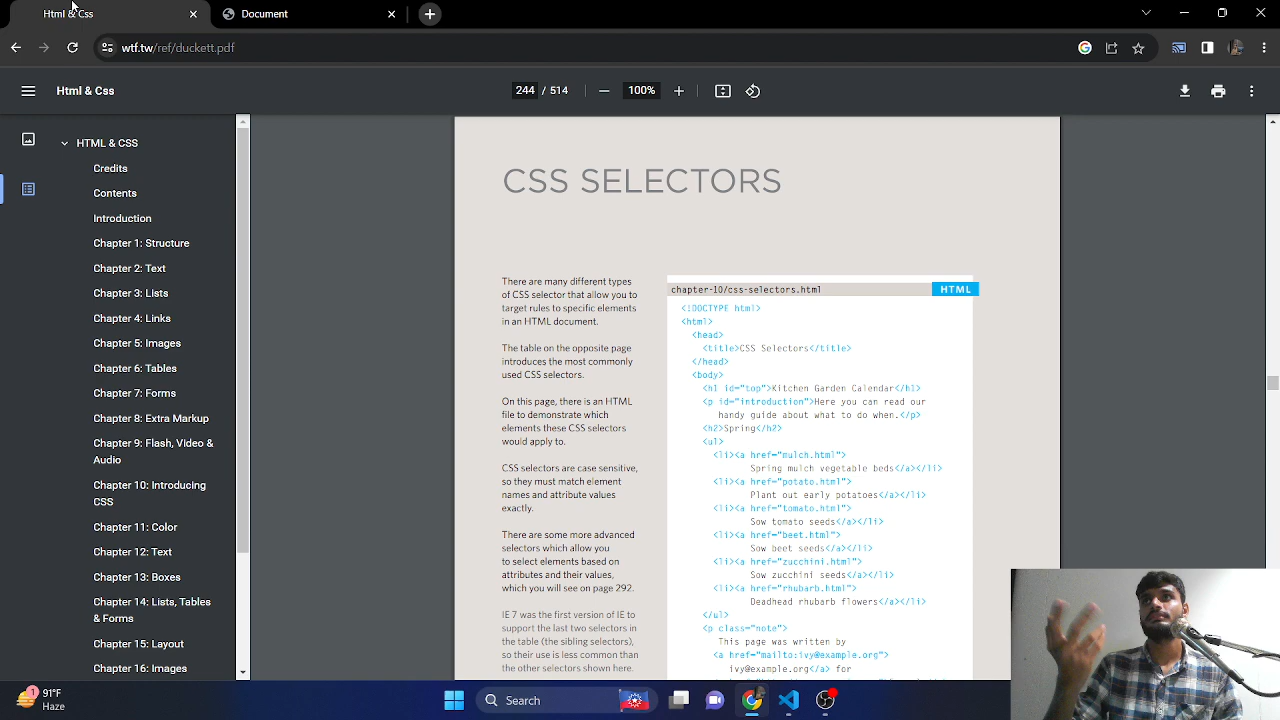 Html & Css
Document
wtf.tw/ref/ducket.pdf
Html & Css
244 / 514
100%
HTML & CSS
Credits
Contents
Introduction
Chapter 1: Structure
Chapter 2: Text
Chapter 3: Lists
Chapter 4: Links
Chapter 5: Images
Chapter 6: Tables
Chapter 7: Forms
Chapter 8: Extra Markup
Chapter 9: Flash, Video &
Audio
Chapter 10: Introducing
CSS
Chapter 11: Color
Chapter 12: Text
Chapter 13: Boxes
Chapter 14: Lists, Tables
& Forms
Chapter 15: Layout
Chapter 16: Images
CSS SELECTORS
There are many different types
of CSS selector that allow you to
target rules to specific elements
in an HTML document.
The table on the opposite page
introduces the most commonly
used CSS selectors.
On this page, there is an HTML
file to demonstrate which
elements these CSS selectors
would apply to.
CSS selectors are case sensitive,
so they must match element
names and attribute values
exactly.
There are some more advanced
selectors which allow you
to select elements based on
attributes and their values,
which you will see on page 292.
IE 7 was the first version of IE to
support the last two selectors in
the table (the sibling selectors),
so their use is less common than
the other selectors shown here.
chapter-10/css-selectors.html
HTML
<!DOCTYPE html>
<html>
<head>
<title>CSS Selectors</title>
</head>
<body>
<h1 id="top">Kitchen Garden Calendar</h1>
<p id="introduction">Here you can read our
handy guide about what to do when.</p>
<h2>Spring</h2>
<ul>
<li><a href="mulch.html">
Spring mulch vegetable beds</a></li>
<li><a href="potato.html">
Plant out early potatoes</a></li>
<li><a href="tomato.html">
Sow tomato seeds</a></li>
<li><a href="beet.html">
Sow beet seeds</a></li>
<li><a href="zucchini.html">
Sow zucchini seeds</a></li>
<li><a href="rhubarb.html">
Deadhead rhubarb flowers</a></li>
</ul>
<p class="note">
This page was written by
<a href="mailto:ivy@example.org">
ivy@example.org</a> for
1
91°F
Haze
Search